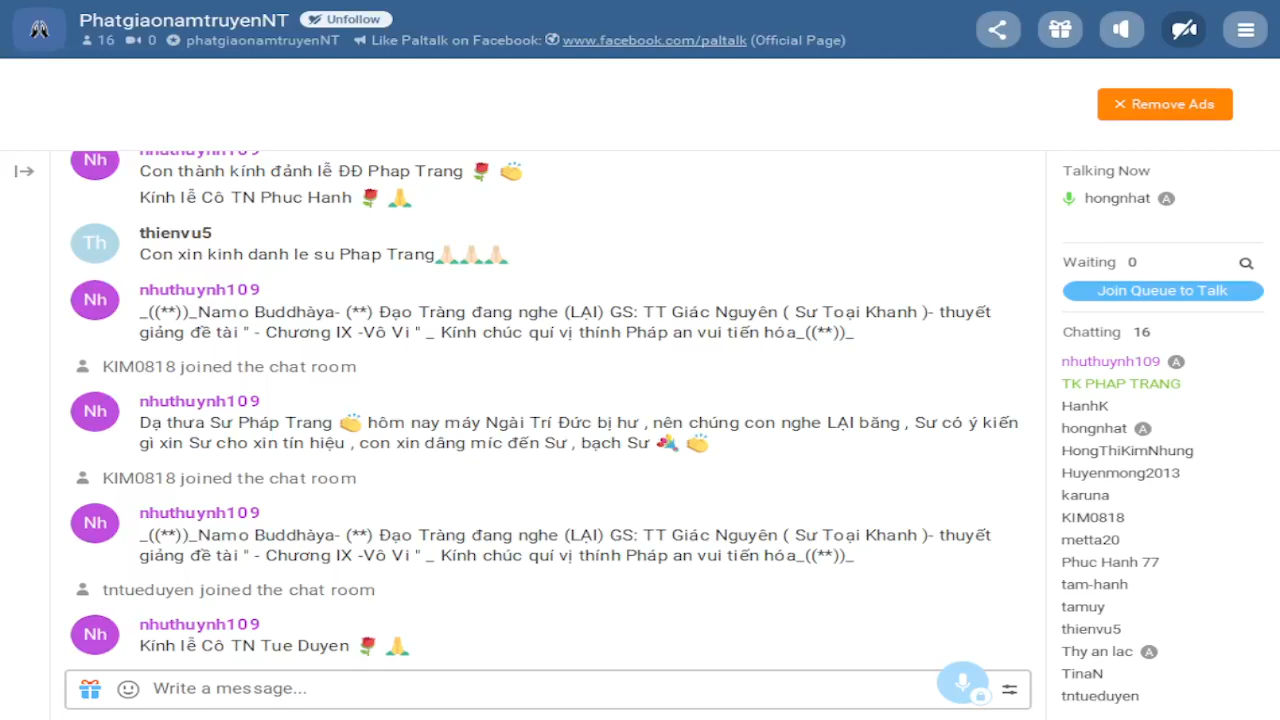 PhatgiaonamtruyenNT Unfollow
16 0 phatgiaonamtruyenNT Like Paltalk on Facebook: www.facebook.com/paltalk (Official Page)
Remove Ads
nhuthuynh109
Nh
Con thành kính đảnh lễ ĐĐ Phap Trang 🌹 👏
Kính lễ Cô TN Phuc Hanh 🌹 🙏
thienvu5
Th
Con xin kinh danh le su Phap Trang🙏🏻🙏🏻🙏🏻
nhuthuynh109
Nh
_((**))_Namo Buddhàya- (**) Đạo Tràng đang nghe (LẠI) GS: TT Giác Nguyên ( Sư Toại Khanh )- thuyết
giảng đề tài " - Chương IX -Vô Vi " _ Kính chúc quí vị thính Pháp an vui tiến hóa_((**))_
KIM0818 joined the chat room
nhuthuynh109
Nh
Dạ thưa Sư Pháp Trang 👏 hôm nay máy Ngài Trí Đức bị hư , nên chúng con nghe LẠI băng , Sư có ý kiến
gì xin Sư cho xin tín hiệu , con xin dâng míc đến Sư , bạch Sư 💐 👏
KIM0818 joined the chat room
nhuthuynh109
Nh
_((**))_Namo Buddhàya- (**) Đạo Tràng đang nghe (LẠI) GS: TT Giác Nguyên ( Sư Toại Khanh )- thuyết
giảng đề tài " - Chương IX -Vô Vi " _ Kính chúc quí vị thính Pháp an vui tiến hóa_((**))_
tntueduyen joined the chat room
nhuthuynh109
Nh
Kính lễ Cô TN Tue Duyen 🌹 🙏
Write a message...
Talking Now
hongnhat A
Waiting 0
Join Queue to Talk
Chatting 16
nhuthuynh109 A
TK PHAP TRANG
HanhK
hongnhat A
HongThiKimNhung
Huyenmong2013
karuna
KIM0818
metta20
Phuc Hanh 77
tam-hanh
tamuy
thienvu5
Thy an lac A
TinaN
tntueduyen